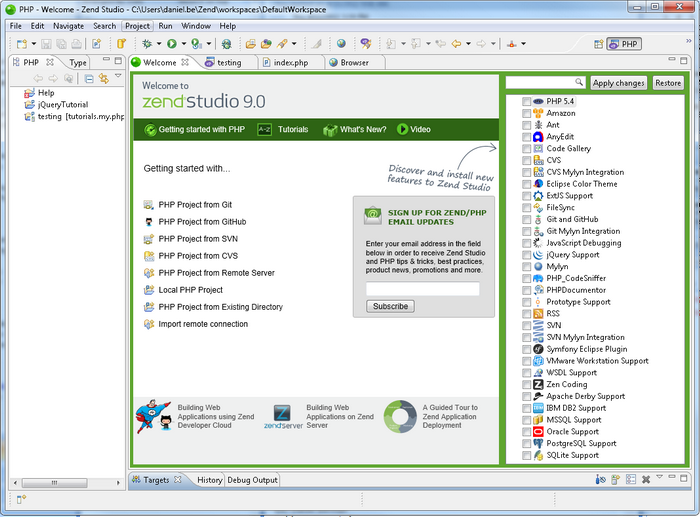 PHP - Welcome - Zend Studio - C:\Users\daniel.be\Zend\workspaces\DefaultWorkspace
File Edit Navigate Search Project Run Window Help
PHP
PHP Type
Welcome testing index.php Browser
Help
jQueryTutorial
testing [tutorials.my.php
Welcome to
zend studio 9.0
Getting started with PHP A-Z Tutorials What's New? Video
Discover and install new
features to Zend Studio
Getting started with...
PHP Project from Git
PHP Project from GitHub
PHP Project from SVN
PHP Project from CVS
PHP Project from Remote Server
Local PHP Project
PHP Project from Existing Directory
Import remote connection
SIGN UP FOR ZEND/PHP
EMAIL UPDATES
Enter your email address in the field
below in order to receive Zend Studio
and PHP tips & tricks, best practices,
product news, promotions and more.
Subscribe
Building Web
Applications using Zend
Developer Cloud
zendserver
Building Web
Applications on Zend
Server
A Guided Tour to
Zend Application
Deployment
Apply changes Restore
PHP 5.4
Amazon
Ant
AnyEdit
Code Gallery
CVS
CVS Mylyn Integration
Eclipse Color Theme
ExtJS Support
FileSync
Git and GitHub
Git Mylyn Integration
JavaScript Debugging
jQuery Support
Mylyn
PHP_CodeSniffer
PHPDocumentor
Prototype Support
RSS
SVN
SVN Mylyn Integration
Symfony Eclipse Plugin
VMware Workstation Support
WSDL Support
Zen Coding
Apache Derby Support
IBM DB2 Support
MSSQL Support
Oracle Support
PostgreSQL Support
SQLite Support
Targets History Debug Output